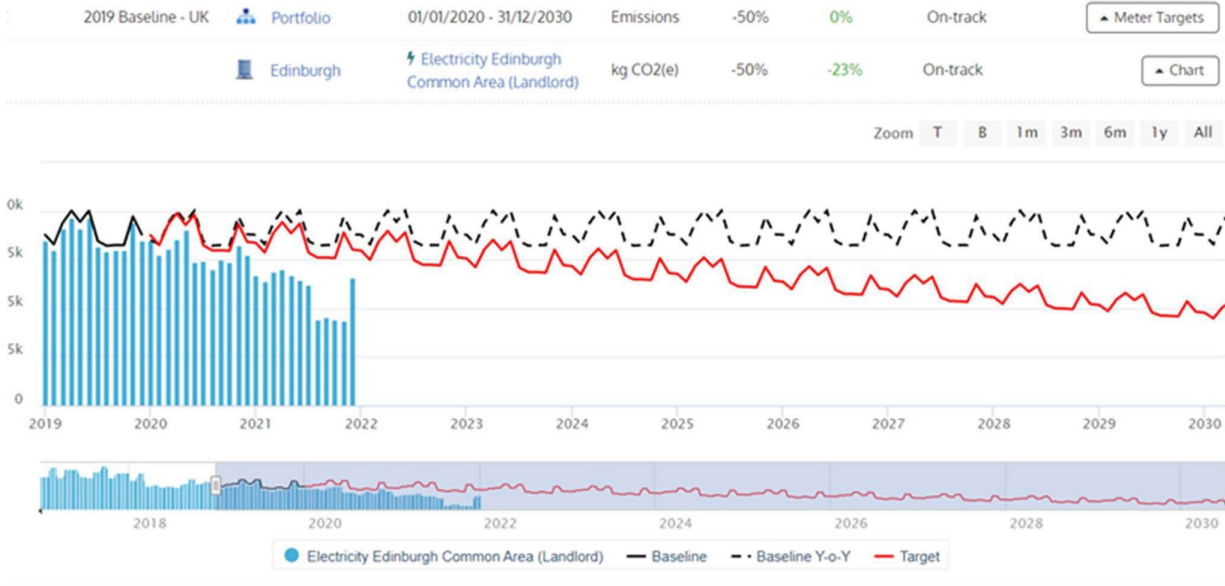 2019 Baseline - UK Portfolio 01/01/2020 - 31/12/2030 Emissions -50% 0% On-track Meter Targets
Edinburgh Electricity Edinburgh Common Area (Landlord) kg CO2(e) -50% -23% On-track Chart
Zoom T B 1m 3m 6m 1y All
0k
5k
5k
5k
0
2019 2020 2021 2022 2023 2024 2025 2026 2027 2028 2029 2030
2018 2020 2022 2024 2026 2028 2030
Electricity Edinburgh Common Area (Landlord) Baseline Baseline Y-o-Y Target